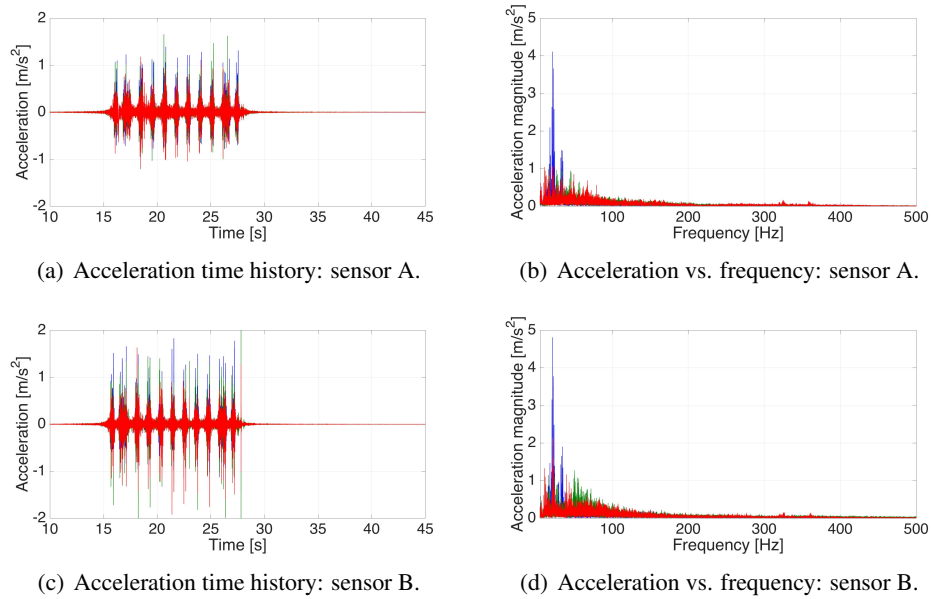 2
1
0
-1
-2
10 15 20 25 30 35 40 45
Acceleration [m/s²]
Time [s]
(a) Acceleration time history: sensor A.
5
4
3
2
1
0
100 200 300 400 500
Acceleration magnitude [m/s²]
Frequency [Hz]
(b) Acceleration vs. frequency: sensor A.
2
1
0
-1
-2
10 15 20 25 30 35 40 45
Acceleration [m/s²]
Time [s]
(c) Acceleration time history: sensor B.
5
4
3
2
1
0
100 200 300 400 500
Acceleration magnitude [m/s²]
Frequency [Hz]
(d) Acceleration vs. frequency: sensor B.